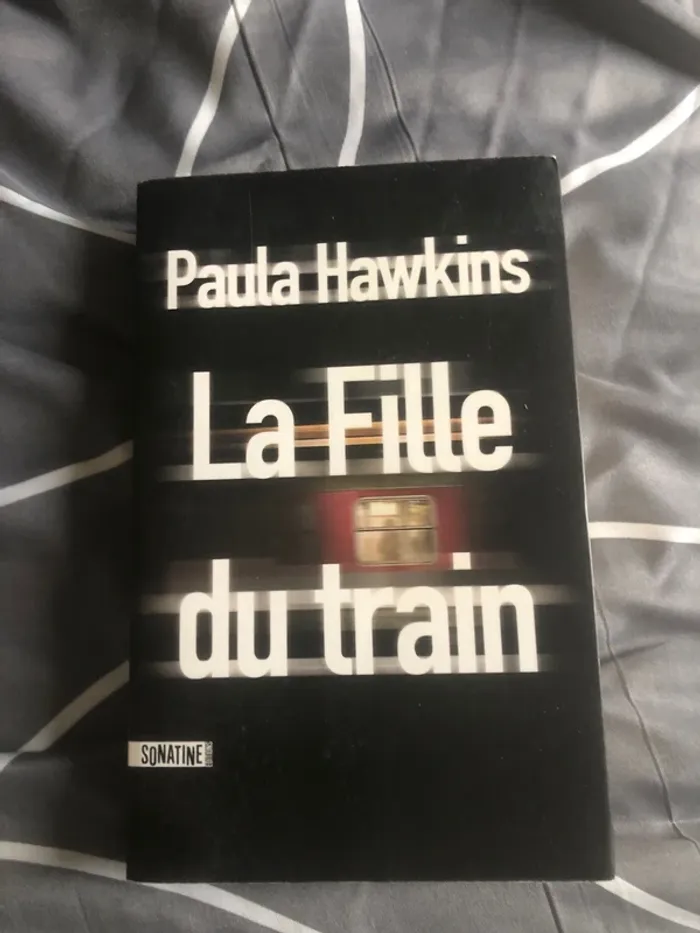 Paula Hawkins
La Fille
du train
SONATINE